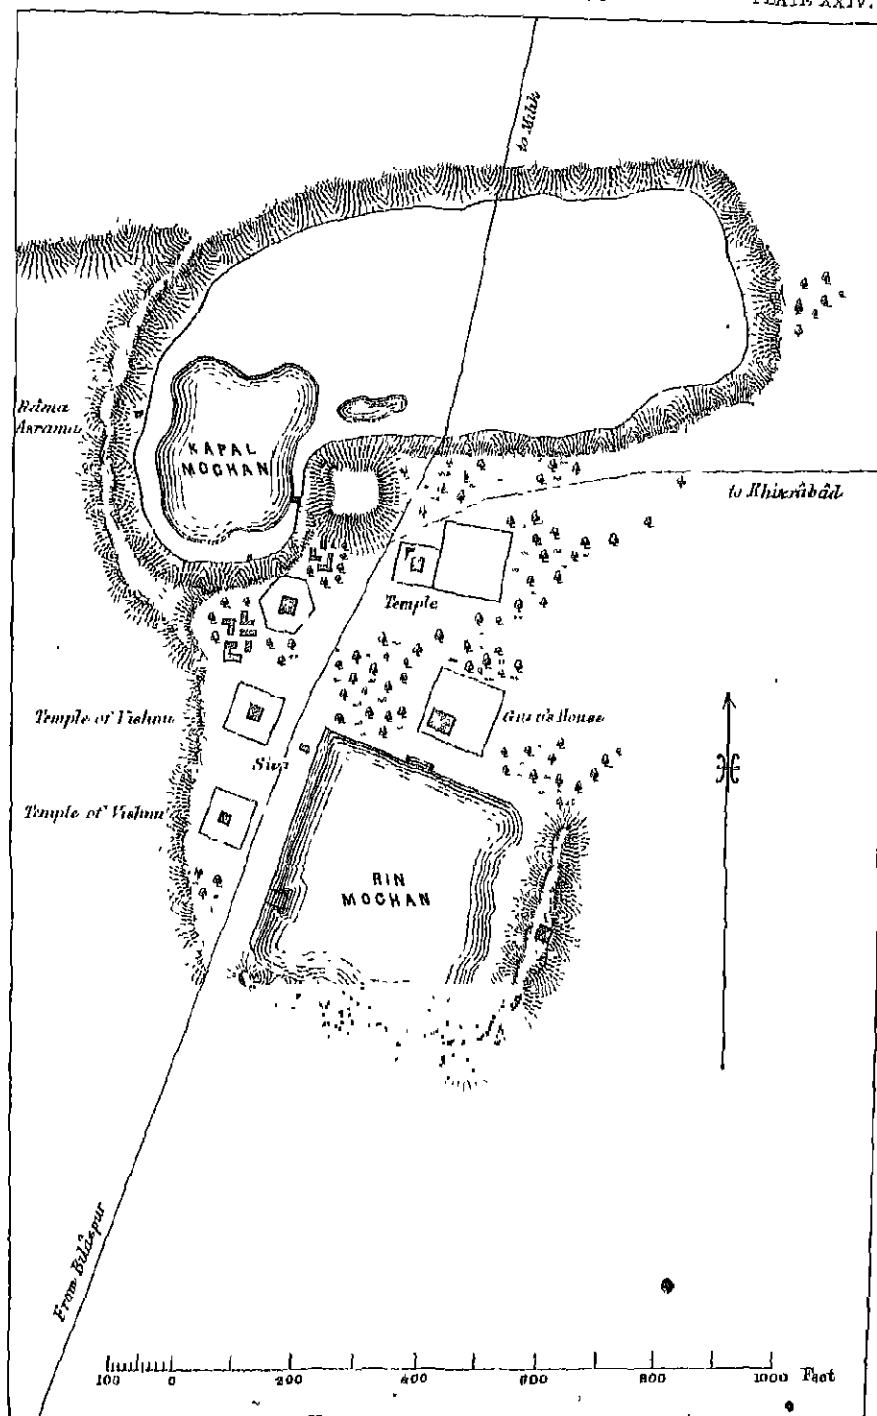 PLATE XXIV.
to Milik
Râma
Asrama
KAPAL
MOCHAN
to Khizrâbâd
Temple
Temple of Vishnu
Guru's House
Siva
Temple of Vishnu
RIN
MOCHAN
From Bilâspur
100 0 200 400 600 800 1000 Feet